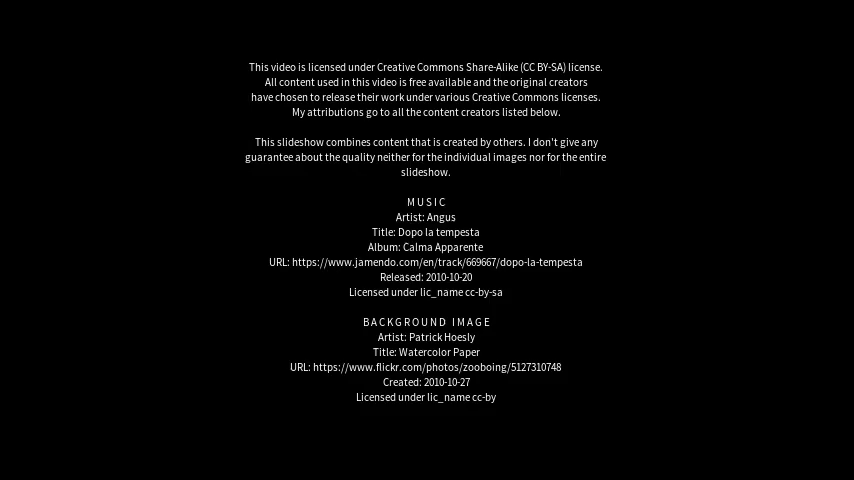 This video is licensed under Creative Commons Share-Alike (CC BY-SA) license.
All content used in this video is free available and the original creators
have chosen to release their work under various Creative Commons licenses.
My attributions go to all the content creators listed below.
This slideshow combines content that is created by others. I don't give any
guarantee about the quality neither for the individual images nor for the entire
slideshow.
M U S I C
Artist: Angus
Title: Dopo la tempesta
Album: Calma Apparente
URL: https://www.jamendo.com/en/track/669667/dopo-la-tempesta
Released: 2010-10-20
Licensed under lic_name cc-by-sa
B A C K G R O U N D   I M A G E
Artist: Patrick Hoesly
Title: Watercolor Paper
URL: https://www.flickr.com/photos/zooboing/5127310748
Created: 2010-10-27
Licensed under lic_name cc-by